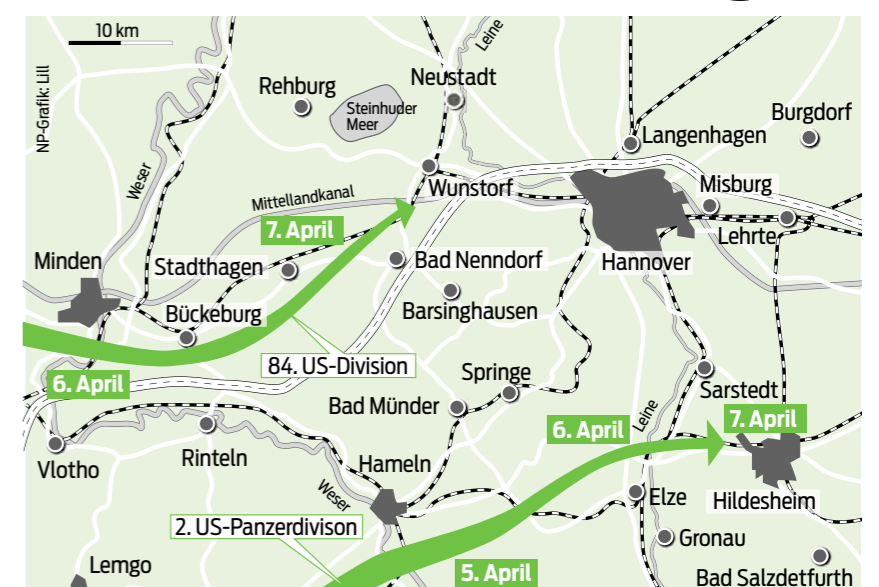 10 km
NP-Grafik: Lill
Leine
Neustadt
Rehburg
Steinhuder
Meer
Burgdorf
Langenhagen
Weser
Wunstorf
Misburg
Mittellandkanal
7. April
Lehrte
Minden
Stadthagen
Bad Nenndorf
Hannover
Barsinghausen
Bückeburg
84. US-Division
Springe
6. April
Sarstedt
Bad Münder
7. April
6. April
Leine
Vlotho
Rinteln
Hameln
Weser
Elze
Hildesheim
2. US-Panzerdivison
Gronau
Lemgo
5. April
Bad Salzdetfurth